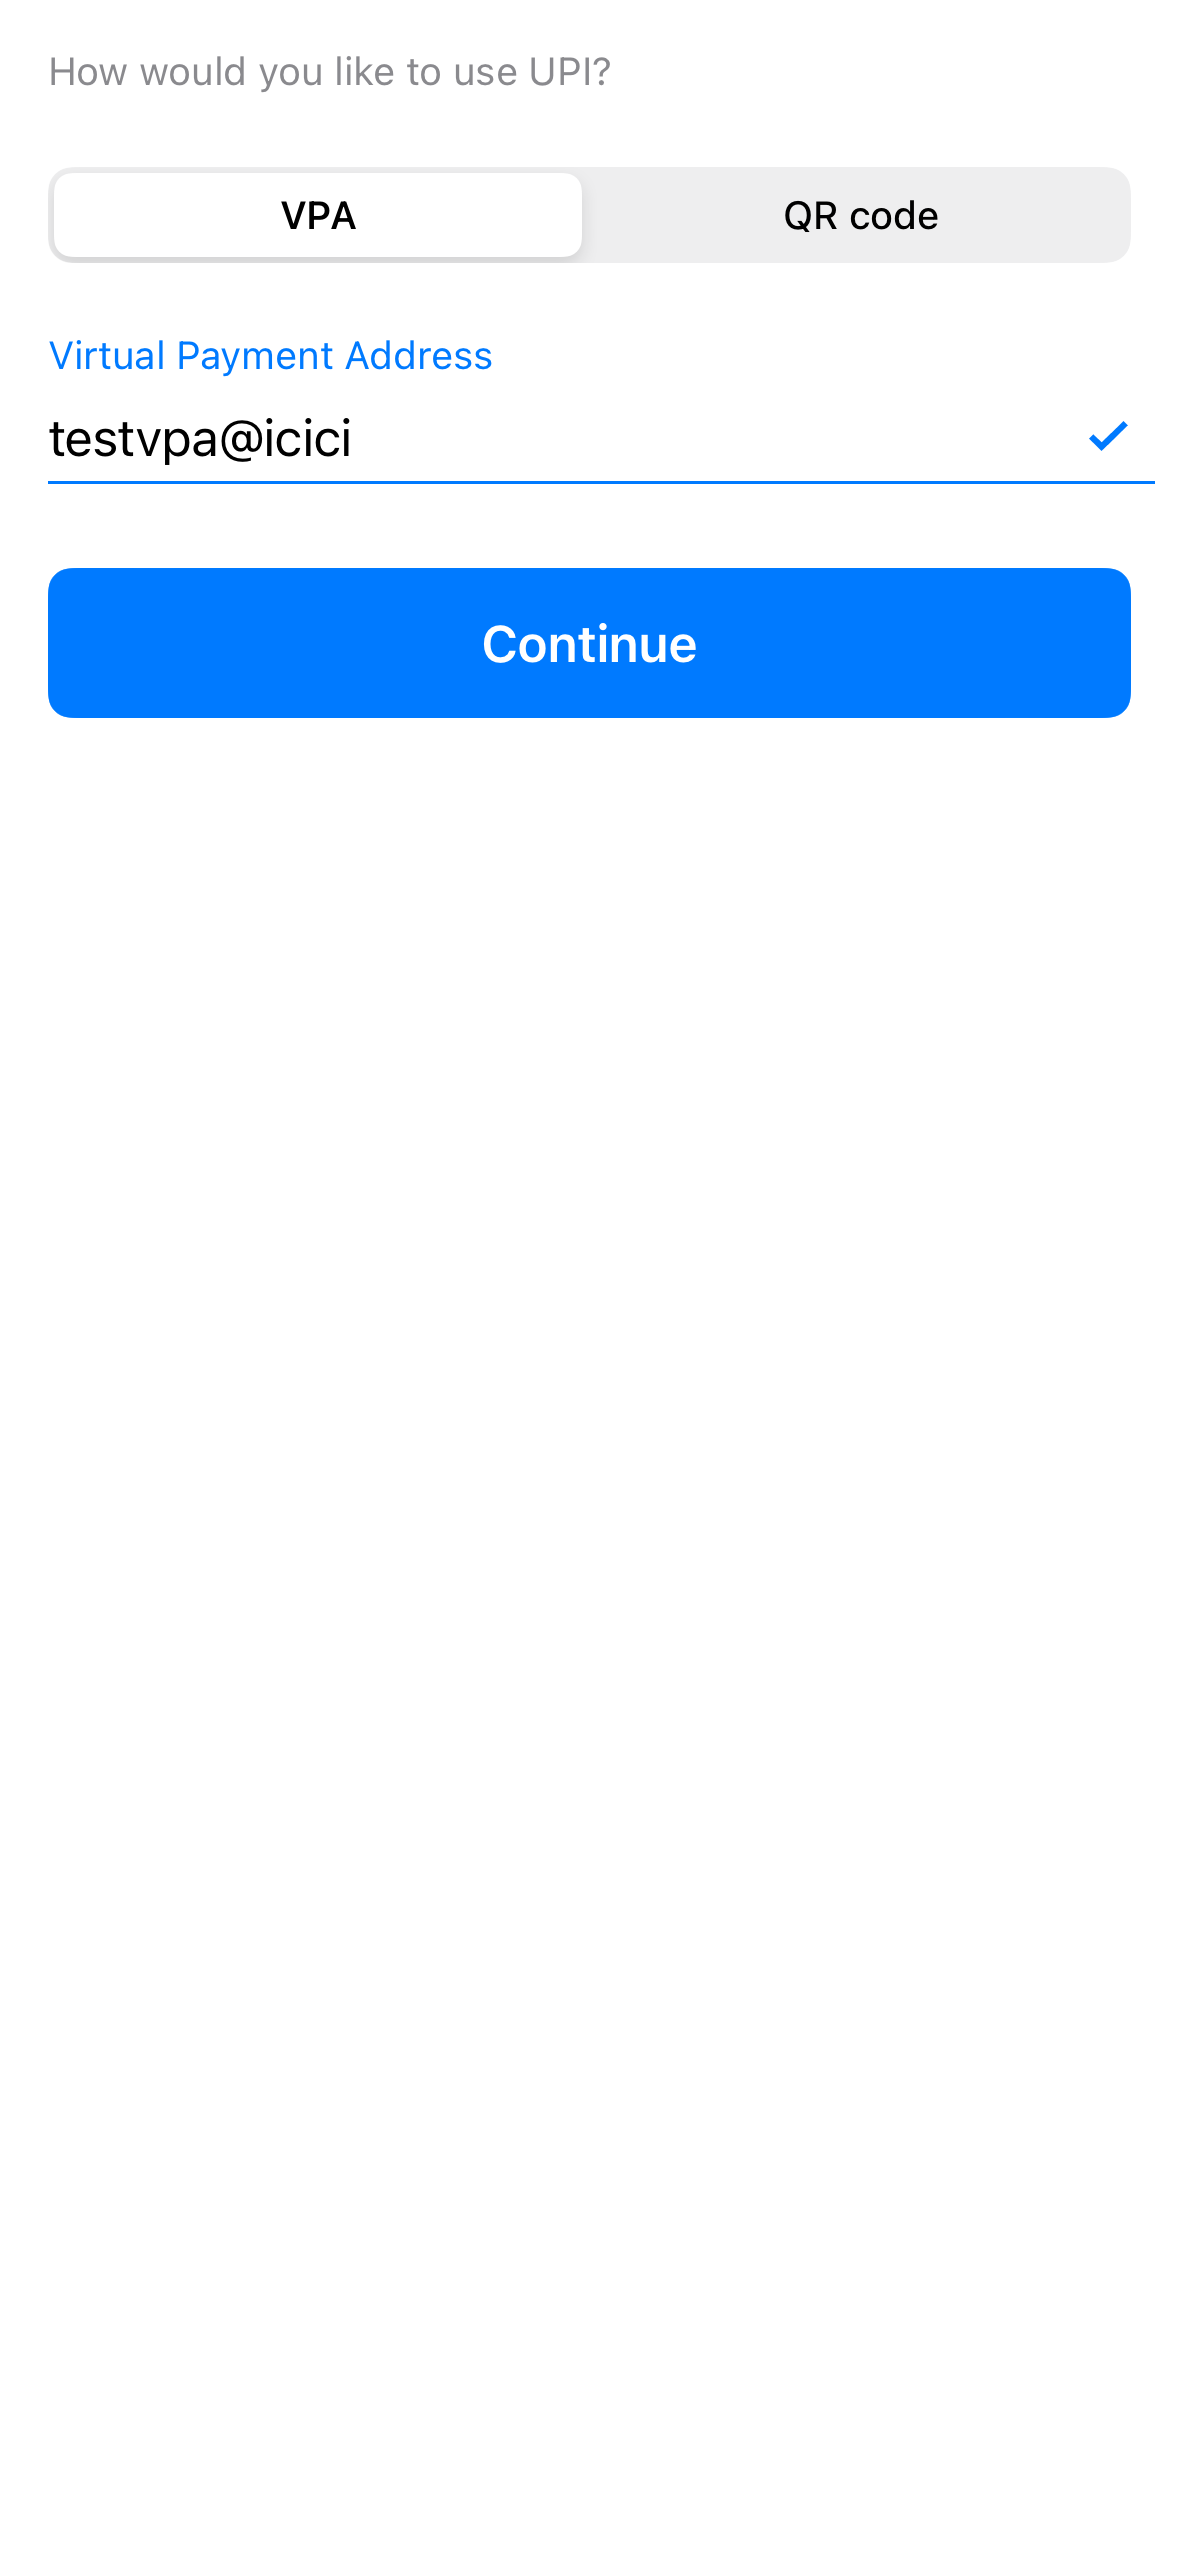 How would you like to use UPI?
VPA
QR code
Virtual Payment Address
testvpa@icici
Continue